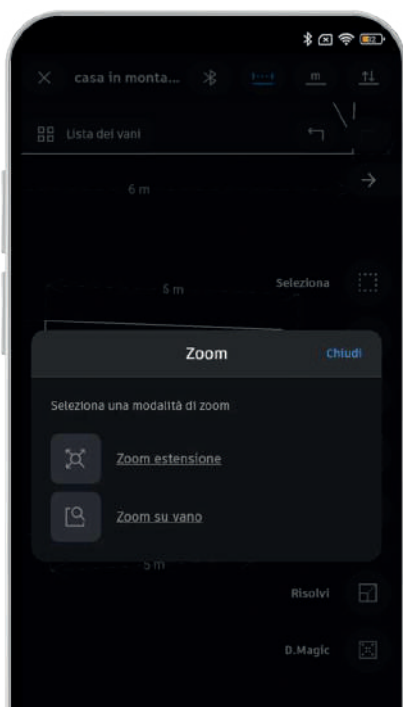 82
casa in monta...
m
Lista dei vani
6 m
Seleziona
5 m
Zoom
Chiudi
Seleziona una modalità di zoom
Zoom estensione
Zoom su vano
5 m
Risolvi
D.Magic